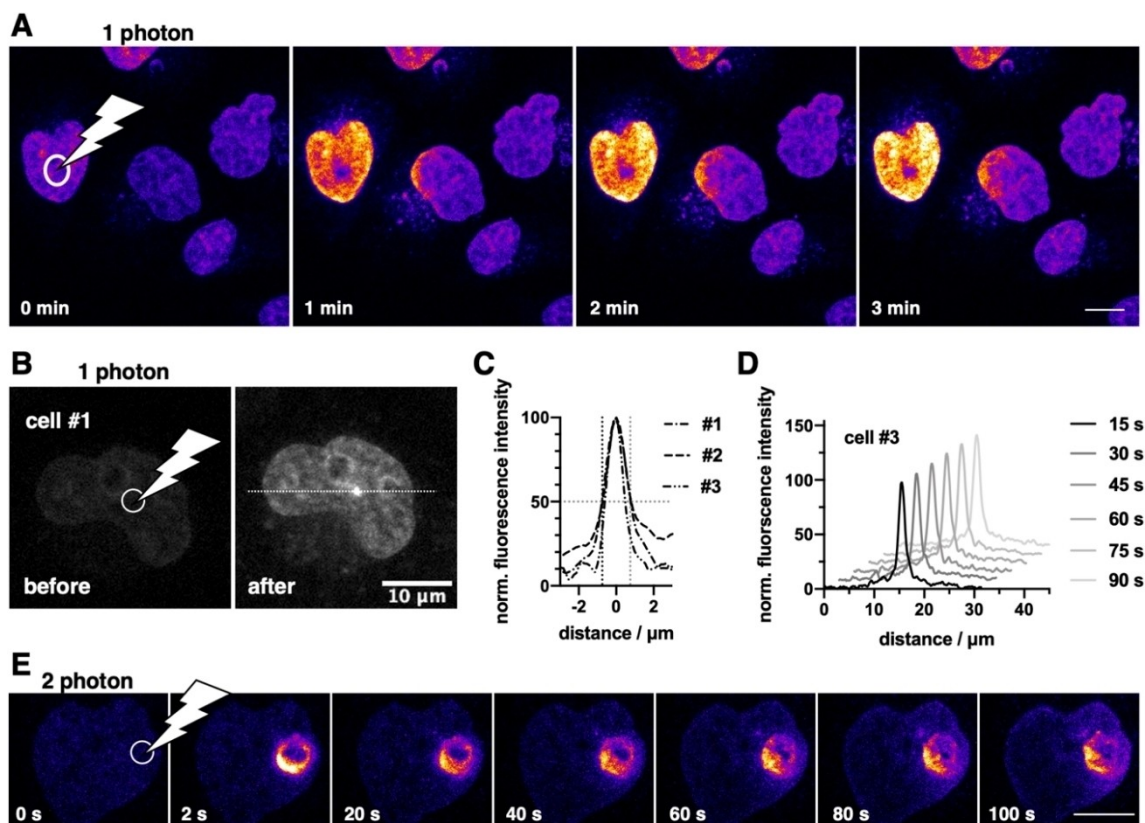 A
1 photon
0 min
1 min
2 min
3 min
B
1 photon
cell #1
before
after
10 µm
C
norm. fluorescence intensity
100
50
0
-2 0 2
distance / µm
#1
#2
#3
D
norm. fluorscence intensity
150
100
50
0
0 10 20 30 40
distance / µm
cell #3
15 s
30 s
45 s
60 s
75 s
90 s
E
2 photon
0 s
2 s
20 s
40 s
60 s
80 s
100 s